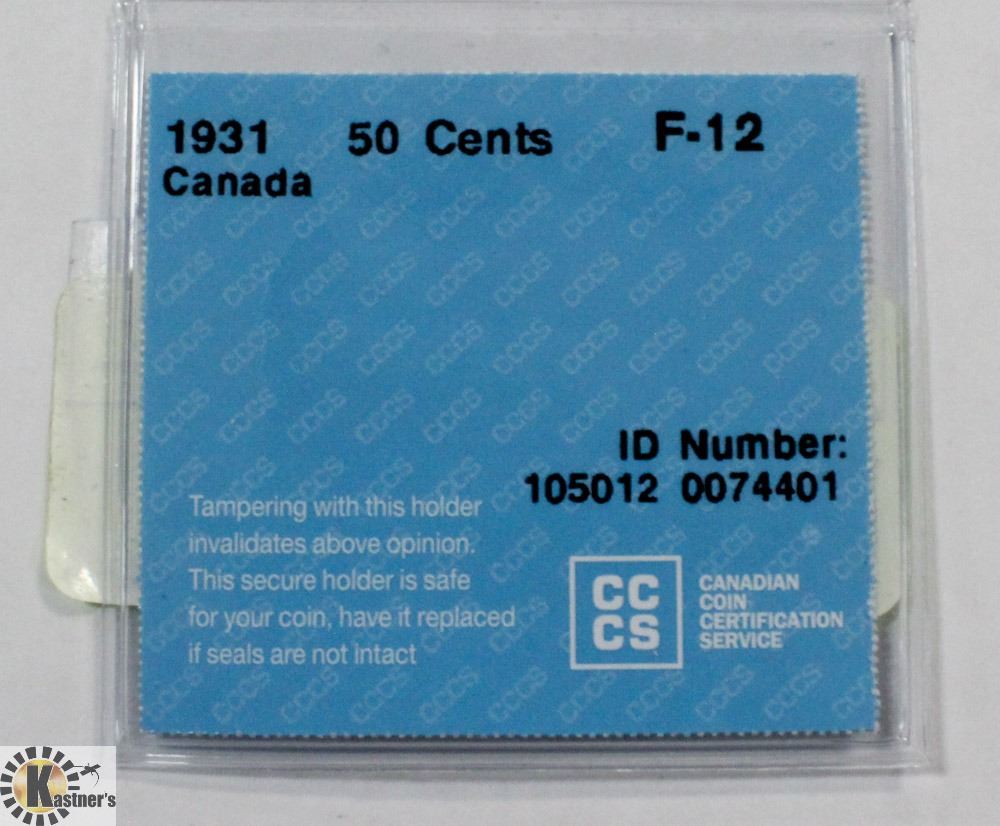 1931 50 Cents F-12
Canada
ID Number:
105012 0074401
Tampering with this holder
invalidates above opinion.
This secure holder is safe
for your coin, have it replaced
if seals are not intact
CC
CS
CANADIAN
COIN
CERTIFICATION
SERVICE
Kastner's